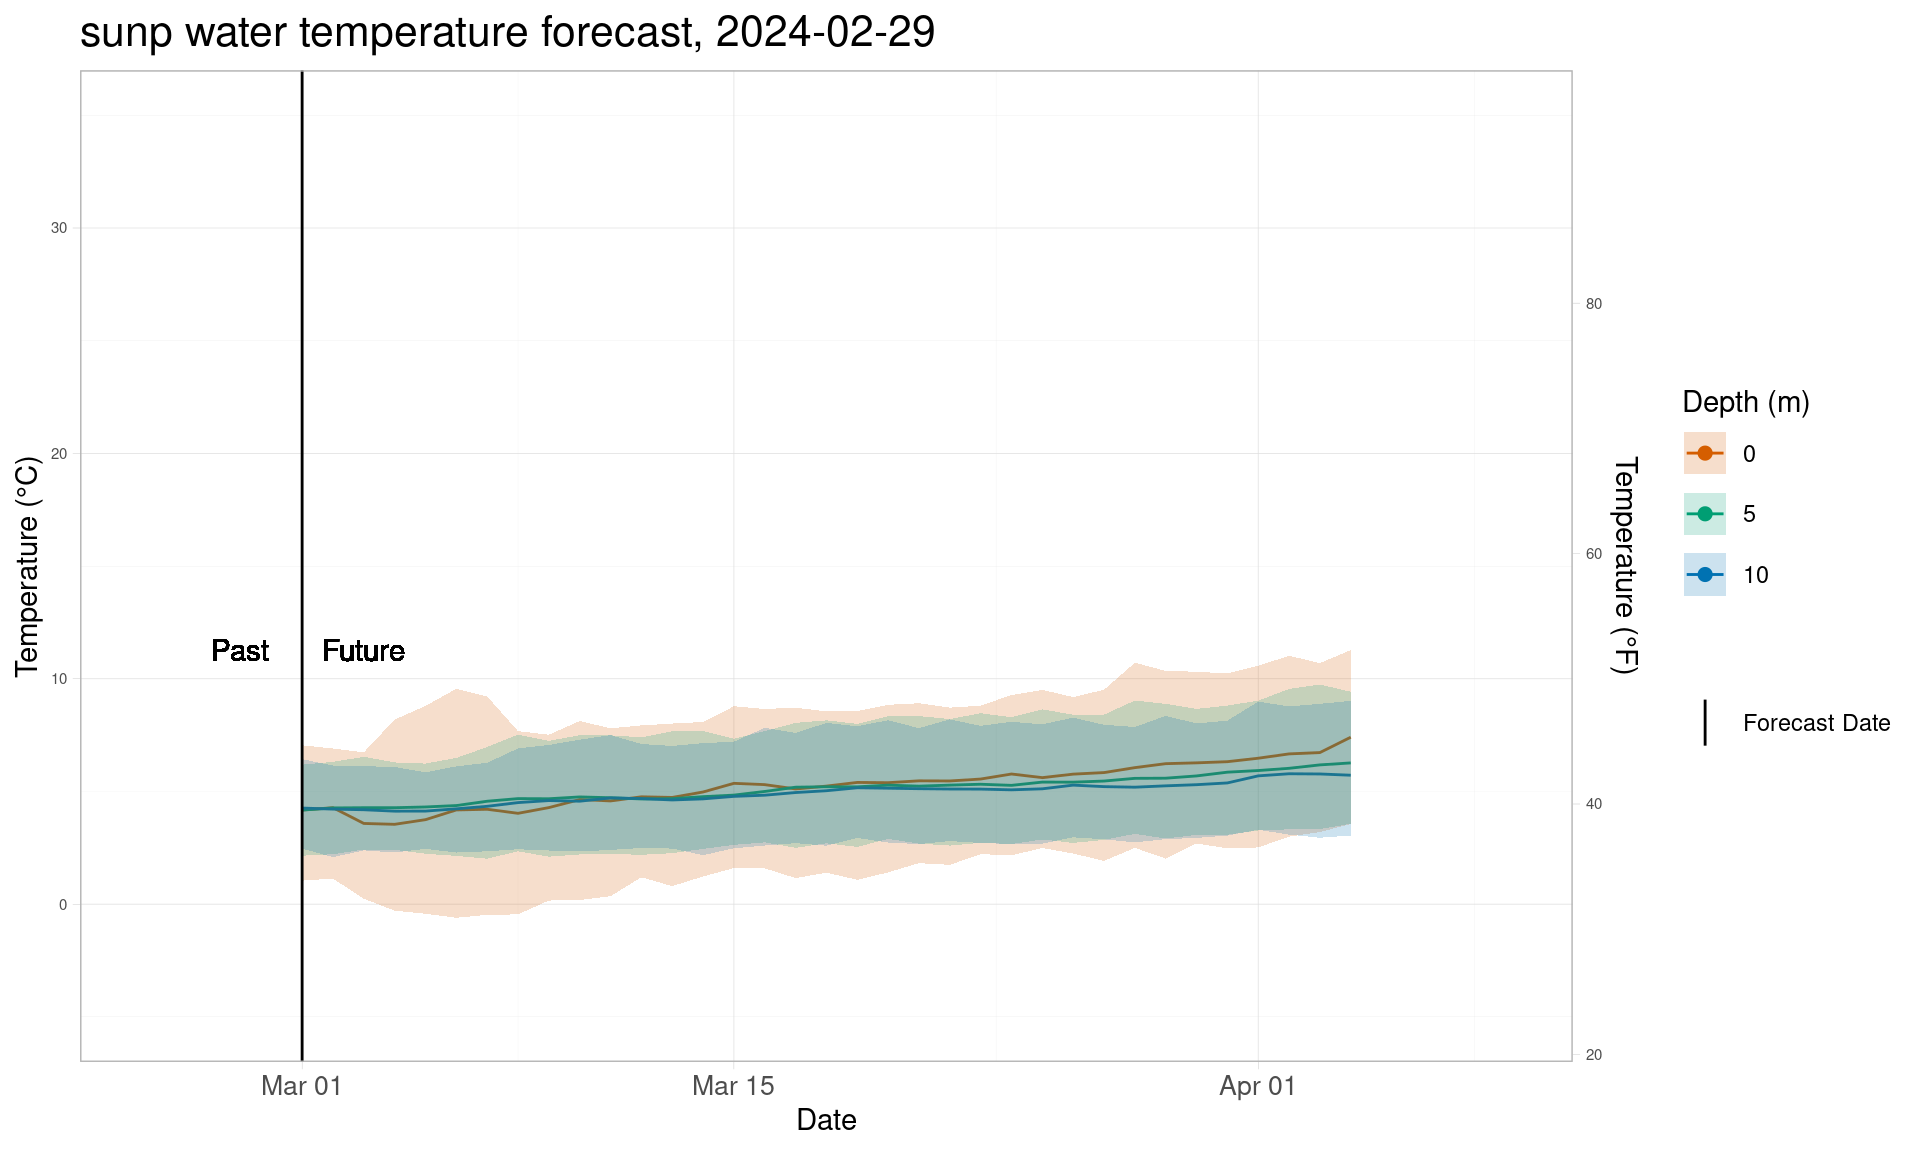 sunp water temperature forecast, 2024-02-29
Temperature (°C)
30
20
10
0
Past
Future
80
60
40
20
Temperature (°F)
Mar 01
Mar 15
Apr 01
Date
Depth (m)
0
5
10
Forecast Date